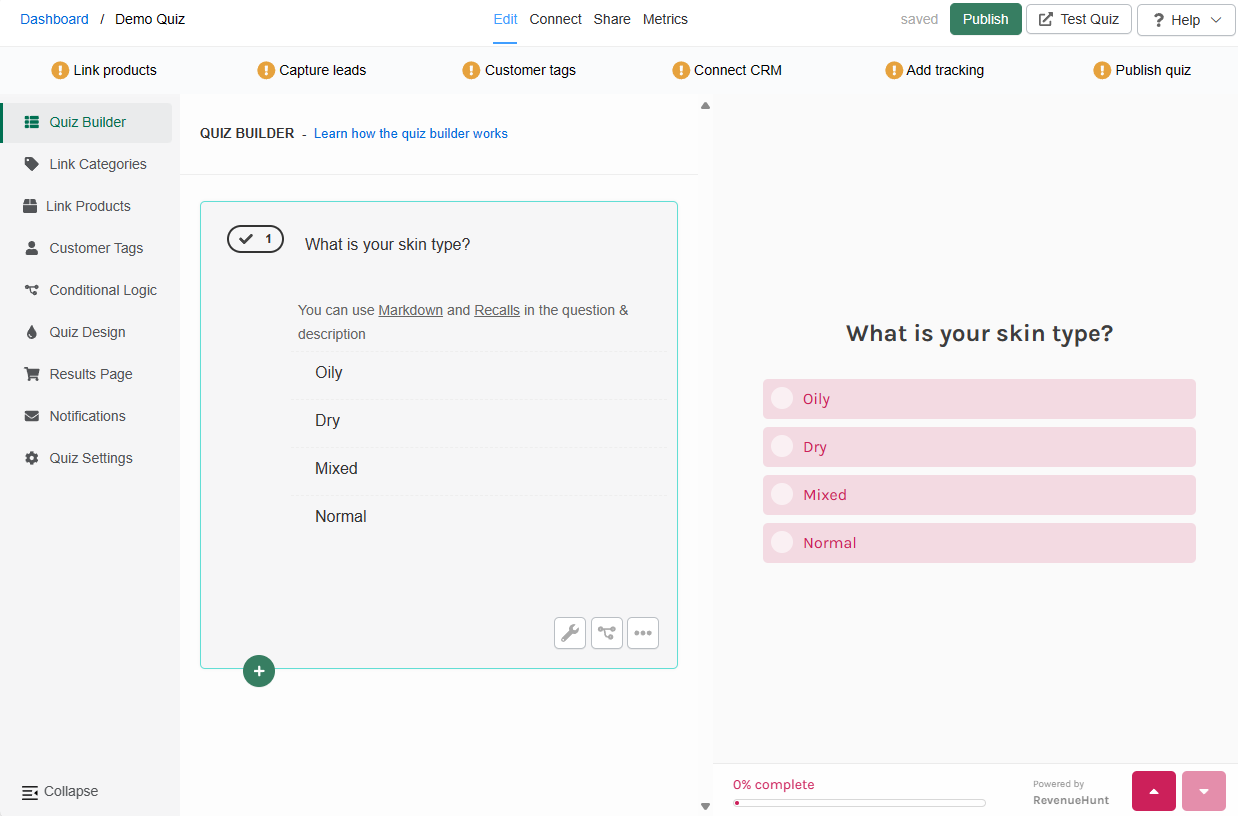 Dashboard / Demo Quiz Edit Connect Share Metrics saved Publish Test Quiz ? Help
Link products Capture leads Customer tags Connect CRM Add tracking Publish quiz
Quiz Builder
Link Categories
Link Products
Customer Tags
Conditional Logic
Quiz Design
Results Page
Notifications
Quiz Settings
Collapse
QUIZ BUILDER - Learn how the quiz builder works
1 What is your skin type?
You can use Markdown and Recalls in the question &
description
Oily
Dry
Mixed
Normal
What is your skin type?
Oily
Dry
Mixed
Normal
0% complete
Powered by
RevenueHunt